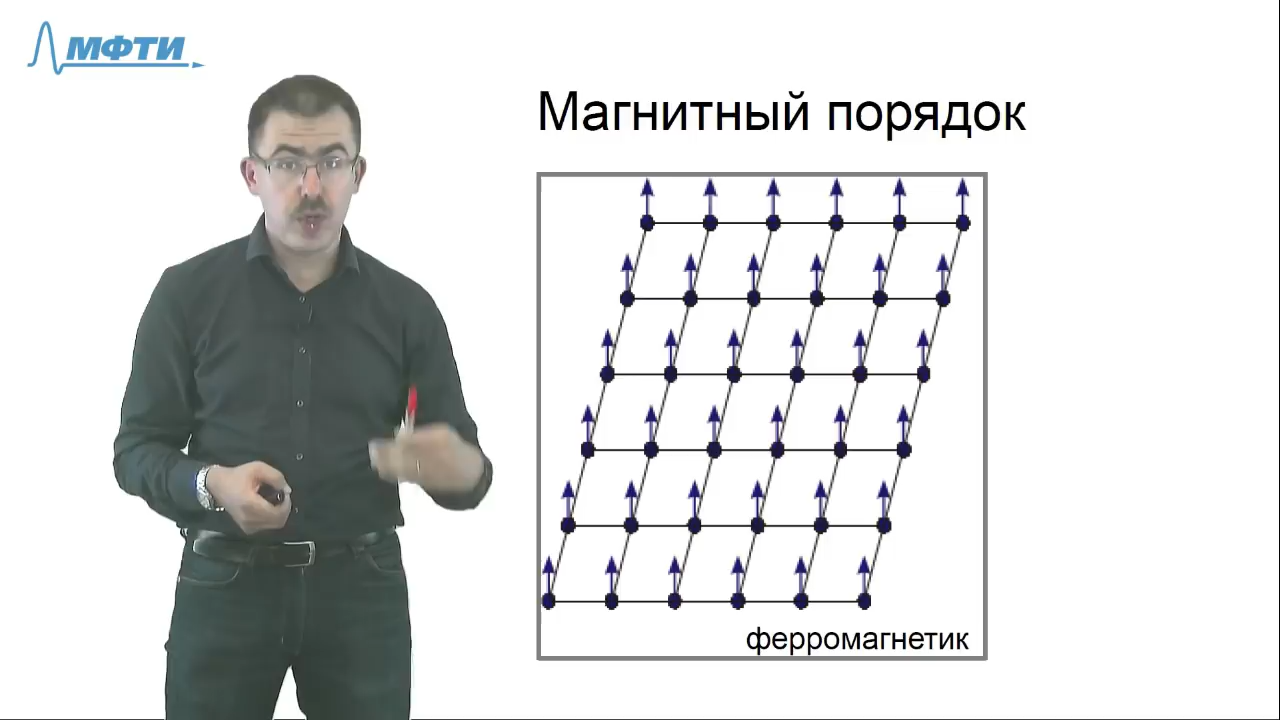 МФТИ
Магнитный порядок
ферромагнетик